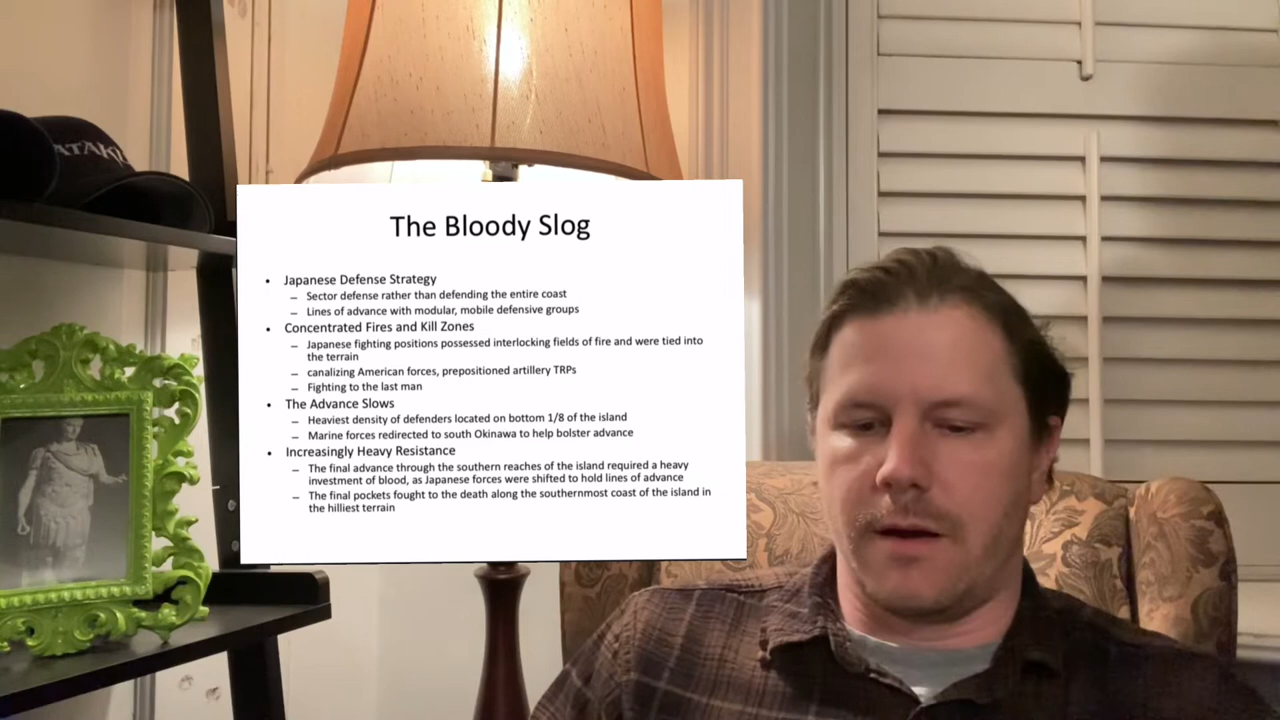 ATAK
The Bloody Slog
• Japanese Defense Strategy
– Sector defense rather than defending the entire coast
– Lines of advance with modular, mobile defensive groups
• Concentrated Fires and Kill Zones
– Japanese fighting positions possessed interlocking fields of fire and were tied into
the terrain
– canalizing American forces, prepositioned artillery TRPs
– Fighting to the last man
• The Advance Slows
– Heaviest density of defenders located on bottom 1/8 of the island
– Marine forces redirected to south Okinawa to help bolster advance
• Increasingly Heavy Resistance
– The final advance through the southern reaches of the island required a heavy
investment of blood, as Japanese forces were shifted to hold lines of advance
– The final pockets fought to the death along the southernmost coast of the island in
the hilliest terrain